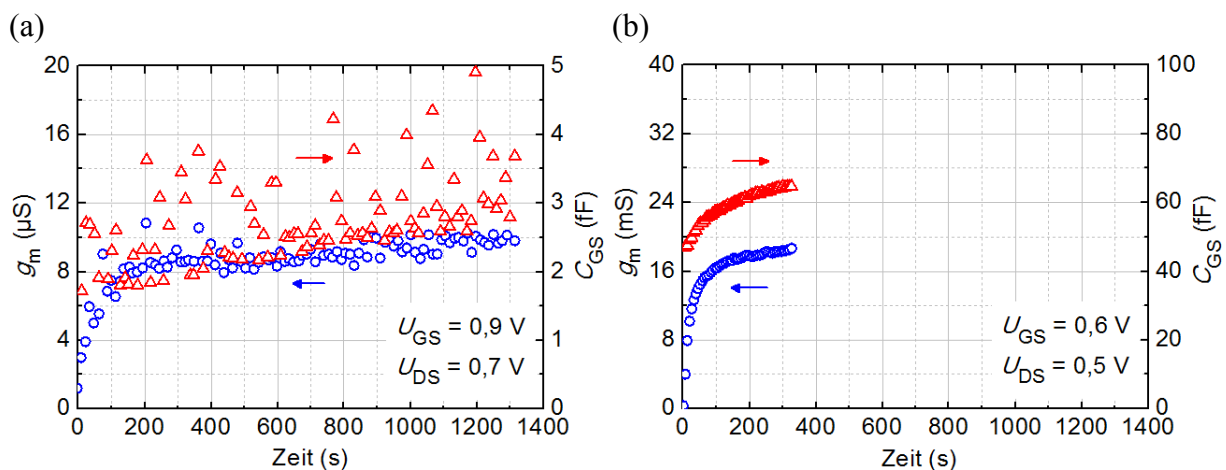 (a)
(b)
20
16
12
8
4
0
g_m (µS)
5
4
3
2
1
0
C_GS (fF)
U_GS = 0,9 V
U_DS = 0,7 V
0 200 400 600 800 1000 1200 1400
Zeit (s)
40
32
24
16
8
0
g_m (mS)
100
80
60
40
20
0
C_GS (fF)
U_GS = 0,6 V
U_DS = 0,5 V
0 200 400 600 800 1000 1200 1400
Zeit (s)